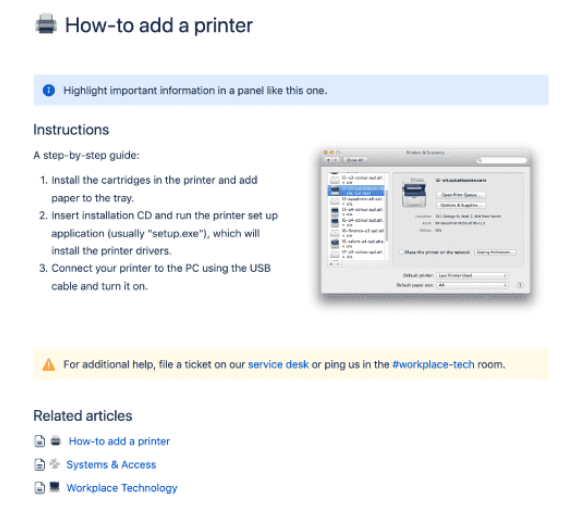 How-to add a printer
Highlight important information in a panel like this one.
Instructions
A step-by-step guide:
1. Install the cartridges in the printer and add
paper to the tray.
2. Insert installation CD and run the printer set up
application (usually "setup.exe"), which will
install the printer drivers.
3. Connect your printer to the PC using the USB
cable and turn it on.
Printers & Scanners
Show All
Open Print Queue...
Options & Supplies...
Location:
Kind:
Status:
Share this printer on the network
Sharing Preferences...
Default printer: Last Printer Used
Default paper size: A4
For additional help, file a ticket on our service desk or ping us in the #workplace-tech room.
Related articles
How-to add a printer
Systems & Access
Workplace Technology